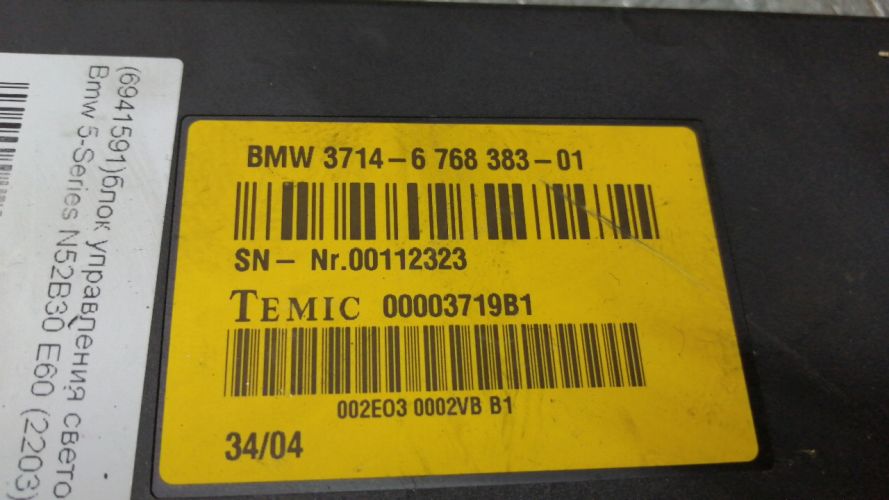 (6941591)блок управления свето
Bmw 5-Series N52B30 E60 (2203)
BMW 3714-6 768 383-01
SN - Nr.00112323
TEMIC 00003719B1
002EO3 0002VB B1
34/04